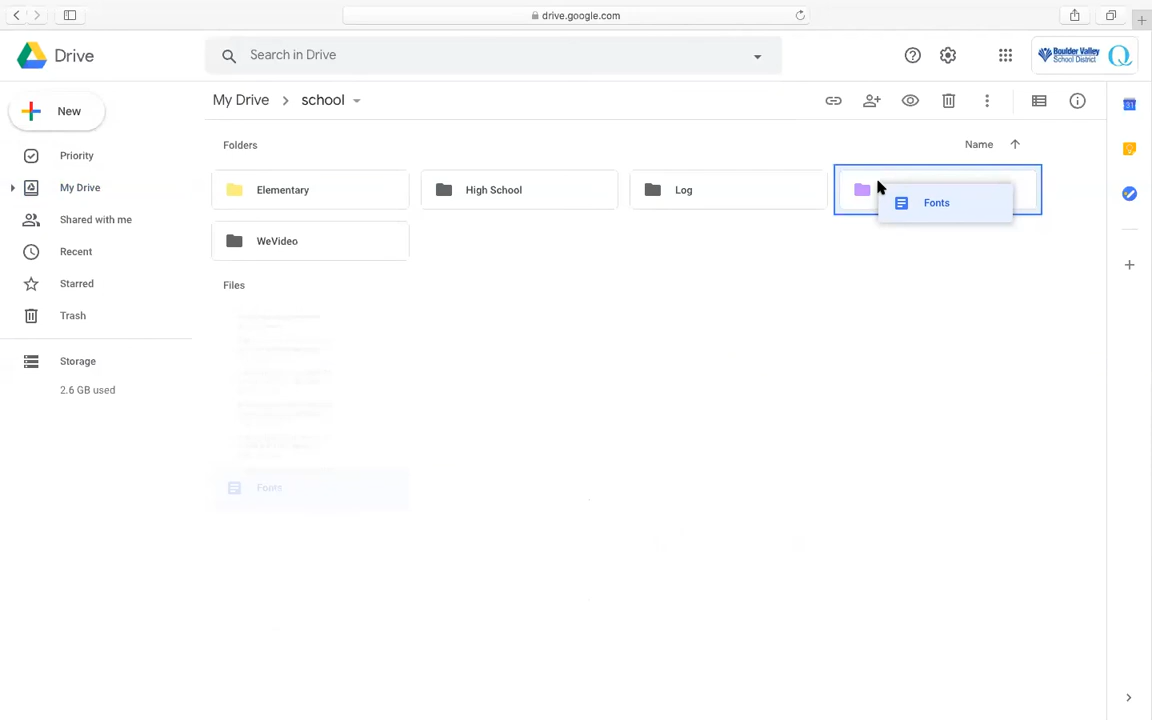 drive.google.com
Drive
Search in Drive
Boulder Valley
School District
Q
My Drive
school
New
Folders
Name
Priority
My Drive
Shared with me
Recent
Starred
Trash
Storage
2.6 GB used
Elementary
High School
Log
Fonts
WeVideo
Files
Fonts
31